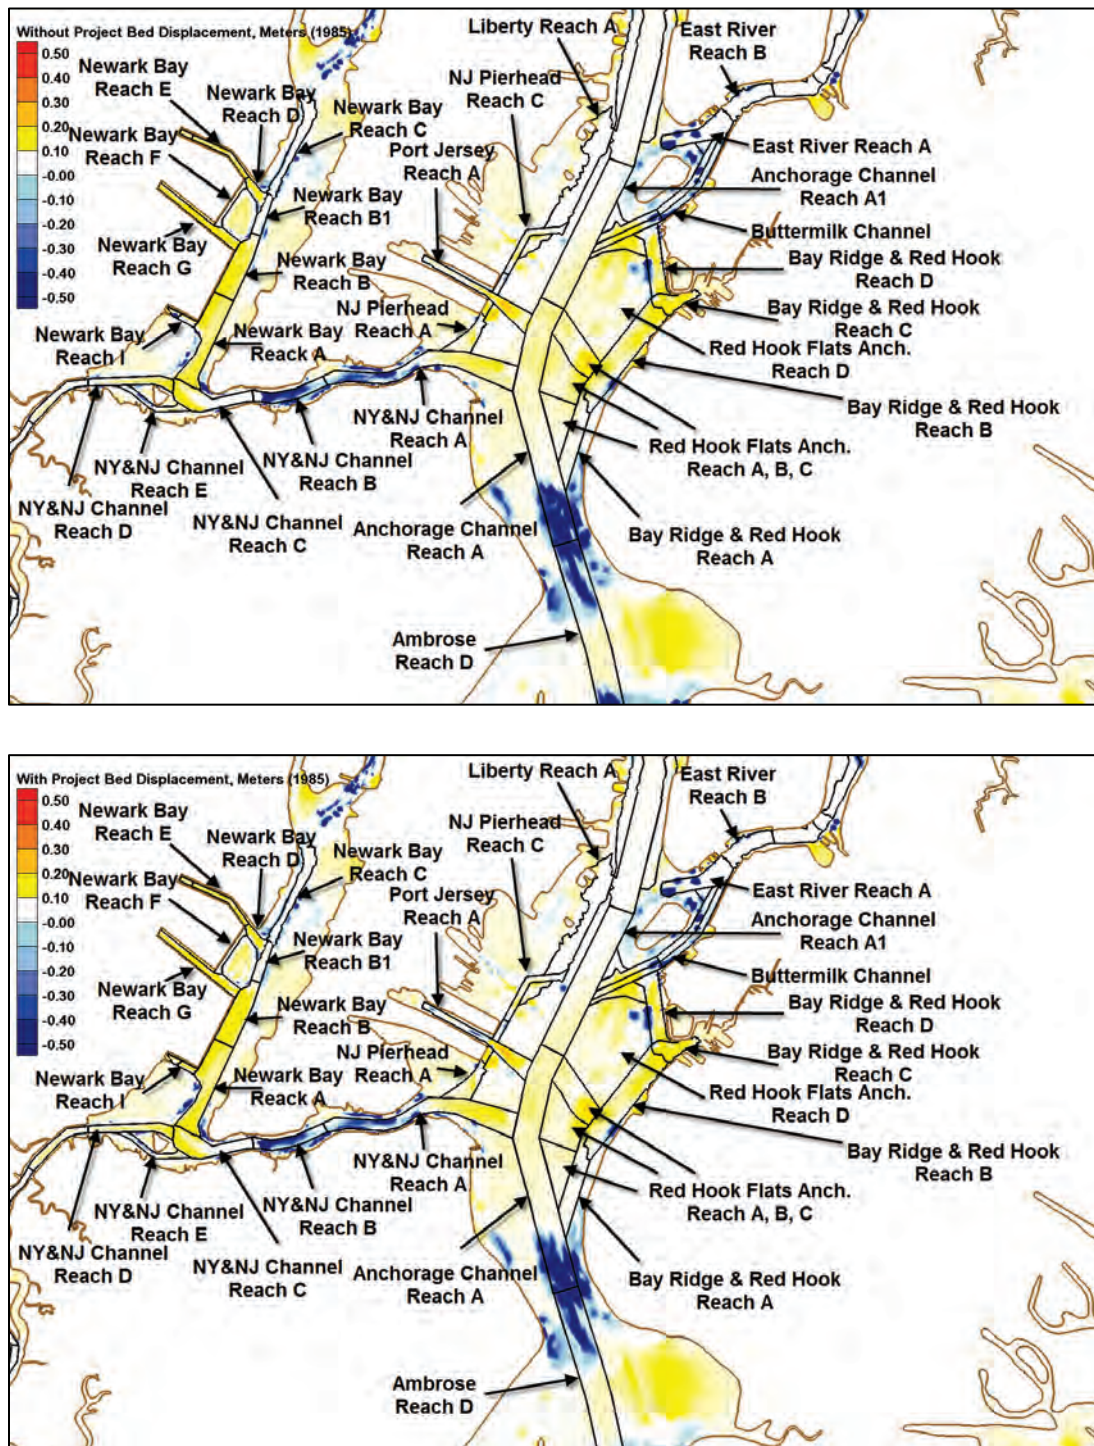 Without Project Bed Displacement, Meters (1985)
0.50
0.40
0.30
0.20
0.10
-0.00
-0.10
-0.20
-0.30
-0.40
-0.50
Newark Bay
Reach E
Newark Bay
Reach D
Newark Bay
Reach C
Newark Bay
Reach F
Newark Bay
Reach B1
Newark Bay
Reach G
Newark Bay
Reach B
Newark Bay
Reach I
Newark Bay
Reack A
Liberty Reach A
NJ Pierhead
Reach C
Port Jersey
Reach A
NJ Pierhead
Reach A
East River
Reach B
East River Reach A
Anchorage Channel
Reach A1
Buttermilk Channel
Bay Ridge & Red Hook
Reach D
Bay Ridge & Red Hook
Reach C
Red Hook Flats Anch.
Reach D
Bay Ridge & Red Hook
Reach B
Red Hook Flats Anch.
Reach A, B, C
Bay Ridge & Red Hook
Reach A
NY&NJ Channel
Reach A
NY&NJ Channel
Reach B
NY&NJ Channel
Reach E
NY&NJ Channel
Reach D
NY&NJ Channel
Reach C
Anchorage Channel
Reach A
Ambrose
Reach D
With Project Bed Displacement, Meters (1985)
0.50
0.40
0.30
0.20
0.10
-0.00
-0.10
-0.20
-0.30
-0.40
-0.50
Newark Bay
Reach E
Newark Bay
Reach D
Newark Bay
Reach C
Newark Bay
Reach F
Newark Bay
Reach B1
Newark Bay
Reach G
Newark Bay
Reach B
Newark Bay
Reach I
Newark Bay
Reack A
Liberty Reach A
NJ Pierhead
Reach C
Port Jersey
Reach A
NJ Pierhead
Reach A
East River
Reach B
East River Reach A
Anchorage Channel
Reach A1
Buttermilk Channel
Bay Ridge & Red Hook
Reach D
Bay Ridge & Red Hook
Reach C
Red Hook Flats Anch.
Reach D
Bay Ridge & Red Hook
Reach B
Red Hook Flats Anch.
Reach A, B, C
Bay Ridge & Red Hook
Reach A
NY&NJ Channel
Reach A
NY&NJ Channel
Reach B
NY&NJ Channel
Reach E
NY&NJ Channel
Reach D
NY&NJ Channel
Reach C
Anchorage Channel
Reach A
Ambrose
Reach D